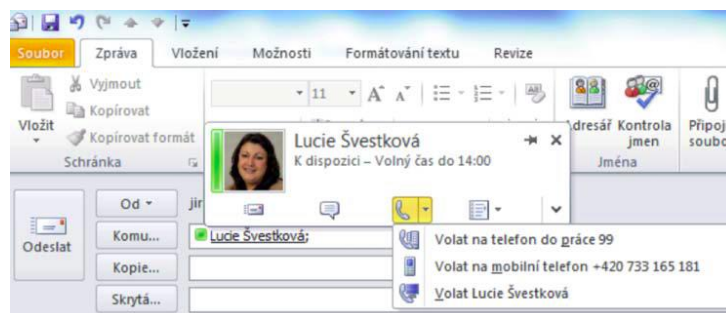 Soubor Zpráva Vložení Možnosti Formátování textu Revize
Vložit
Vyjmout
Kopírovat
Kopírovat formát
Schránka
11 A A
Adresář
Kontrola jmen
Připoj
soubo
Jména
Lucie Švestková
K dispozici – Volný čas do 14:00
Odeslat
Od
jir
Komu...
Lucie Švestková;
Kopie...
Skrytá...
Volat na telefon do práce 99
Volat na mobilní telefon +420 733 165 181
Volat Lucie Švestková